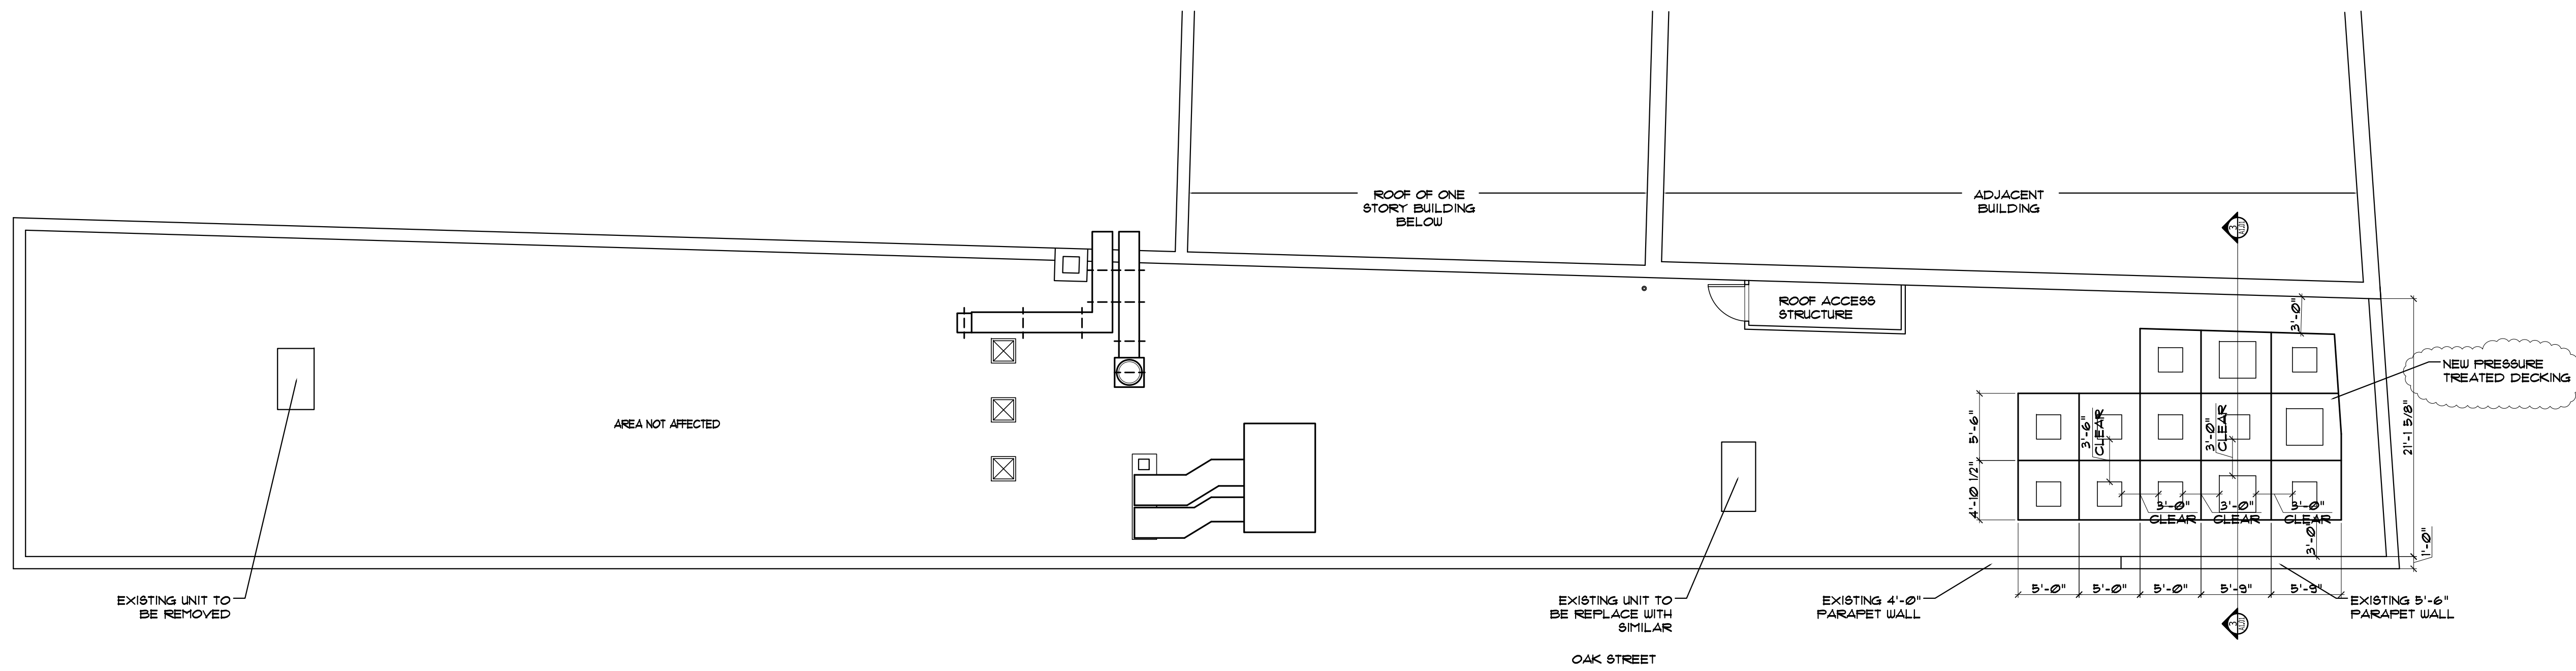 ROOF OF ONE
STORY BUILDING
BELOW
ADJACENT
BUILDING
3
ROOF ACCESS
STRUCTURE
3'-0"
NEW PRESSURE
TREATED DECKING
AREA NOT AFFECTED
5'-6"
4'-10 1/2"
3'-6"
CLEAR
3'-0"
CLEAR
21'-1 5/8"
3'-0"
CLEAR
3'-0"
CLEAR
3'-0"
CLEAR
3'-0"
1'-0"
5'-0"
5'-0"
5'-0"
5'-9"
5'-9"
EXISTING UNIT TO
BE REMOVED
EXISTING UNIT TO
BE REPLACE WITH
SIMILAR
EXISTING 4'-0"
PARAPET WALL
EXISTING 5'-6"
PARAPET WALL
3
OAK STREET